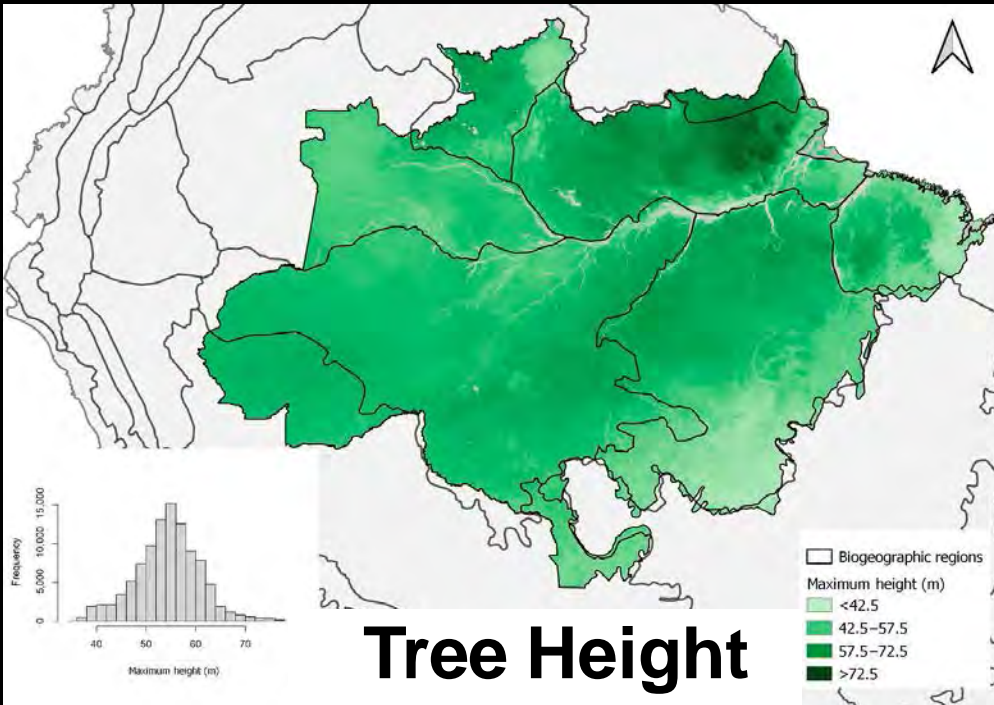 15,000
10,000
5,000
0
Frequency
40 50 60 70
Maximum height (m)
Tree Height
Biogeographic regions
Maximum height (m)
<42.5
42.5–57.5
57.5–72.5
>72.5